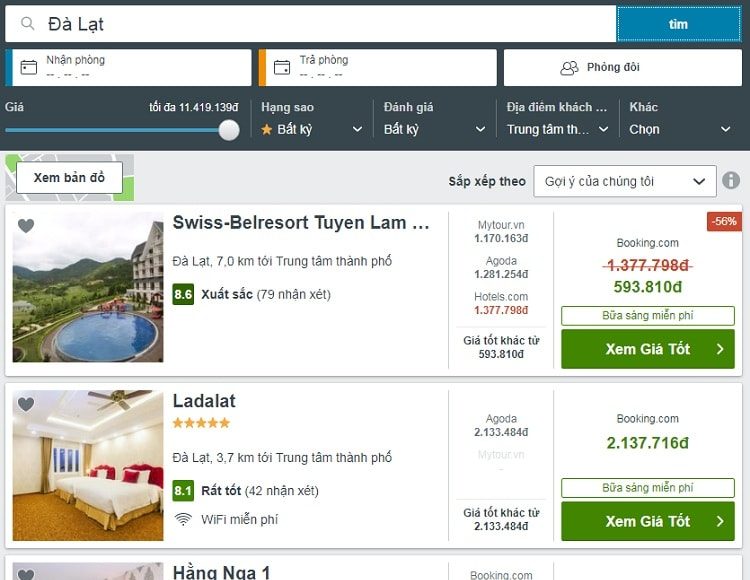 Đà Lạt
tìm
Nhận phòng
-- . -- . --
Trả phòng
-- . -- . --
Phòng đôi
Giá
tối đa 11.419.139đ
Hạng sao
Bất kỳ
Đánh giá
Bất kỳ
Địa điểm khách ...
Trung tâm th...
Khác
Chọn
Xem bản đồ
Sắp xếp theo
Gợi ý của chúng tôi
Swiss-Belresort Tuyen Lam ...
Đà Lạt, 7,0 km tới Trung tâm thành phố
8.6 Xuất sắc (79 nhận xét)
Mytour.vn
1.170.163đ
Agoda
1.281.254đ
Hotels.com
1.377.798đ
Giá tốt khác từ
593.810đ
-56%
Booking.com
1.377.798đ
593.810đ
Bữa sáng miễn phí
Xem Giá Tốt
Ladalat
Đà Lạt, 3,7 km tới Trung tâm thành phố
8.1 Rất tốt (42 nhận xét)
WiFi miễn phí
Agoda
2.133.484đ
Mytour.vn
-
Giá tốt khác từ
2.133.484đ
Booking.com
2.137.716đ
Bữa sáng miễn phí
Xem Giá Tốt
Hằng Nga 1
Booking.com